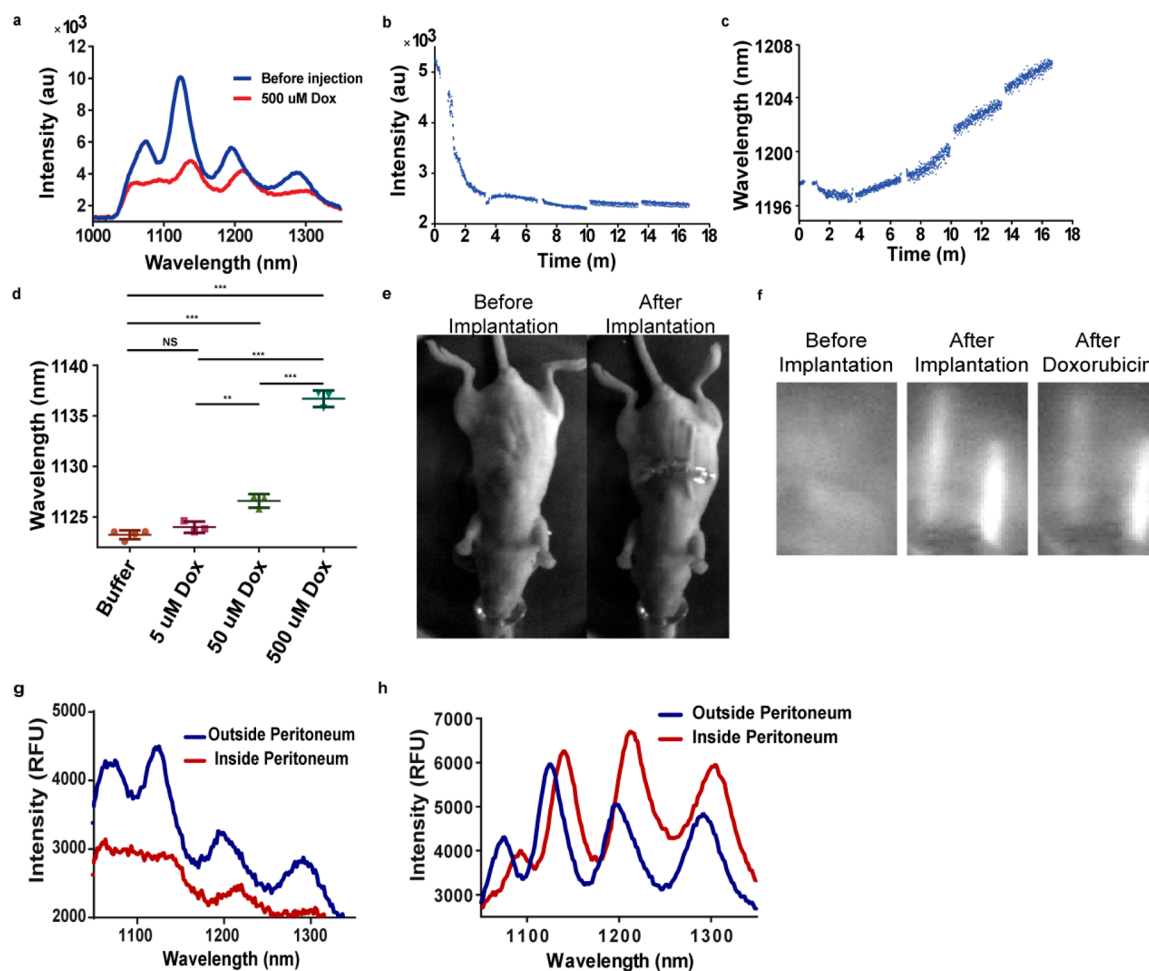 a
×10³
Intensity (au)
12
10
8
6
4
2
0
1000
1100
1200
1300
Wavelength (nm)
Before injection
500 uM Dox
b
×10³
Intensity (au)
5
4
3
2
0
2
4
6
8
10
12
14
16
18
Time (m)
c
Wavelength (nm)
1208
1204
1200
1196
0
2
4
6
8
10
12
14
16
18
Time (m)
d
***
***
NS
***
***
**
Wavelength (nm)
1140
1135
1130
1125
Buffer
5 uM Dox
50 uM Dox
500 uM Dox
e
Before
Implantation
After
Implantation
f
Before
Implantation
After
Implantation
After
Doxorubicin
g
Intensity (RFU)
5000
4000
3000
2000
1100
1200
1300
Wavelength (nm)
Outside Peritoneum
Inside Peritoneum
h
Intensity (RFU)
7000
6000
5000
4000
3000
1100
1200
1300
Wavelength (nm)
Outside Peritoneum
Inside Peritoneum